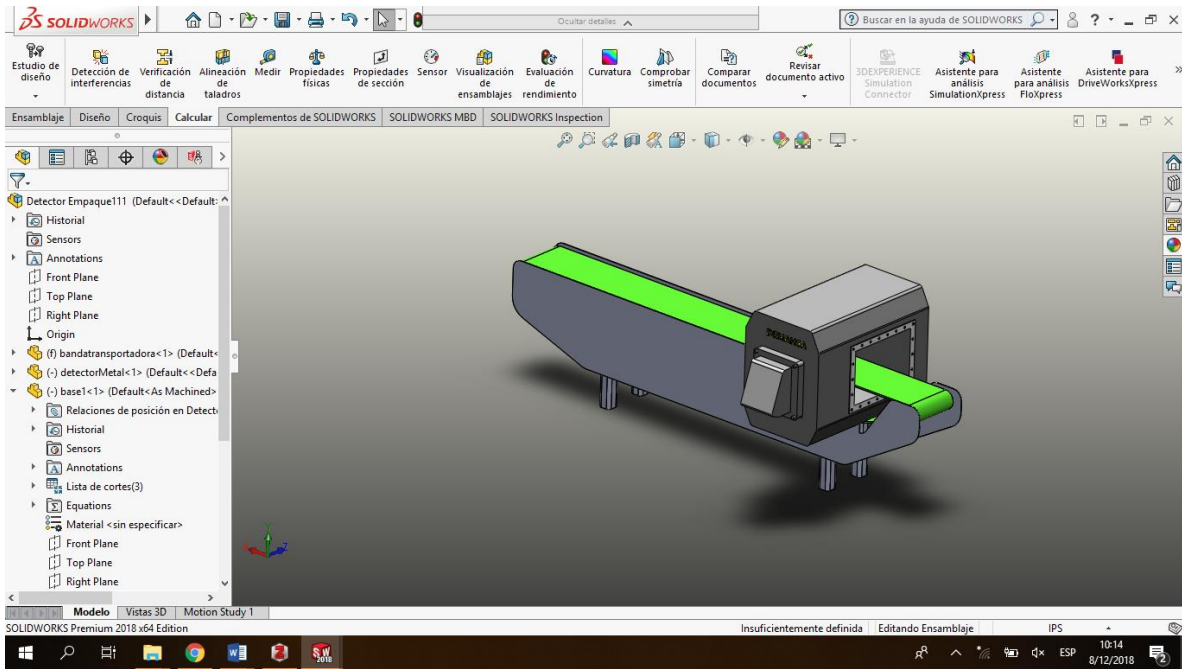 SOLIDWORKS
Ocultar detalles
Buscar en la ayuda de SOLIDWORKS
Estudio de diseño
Detección de interferencias
Verificación de distancia
Alineación de taladros
Medir
Propiedades físicas
Propiedades de sección
Sensor
Visualización de ensamblajes
Evaluación de rendimiento
Curvatura
Comprobar simetría
Comparar documentos
Revisar documento activo
3DEXPERIENCE Simulation Connector
Asistente para análisis SimulationXpress
Asistente para análisis FloXpress
Asistente para DriveWorksXpress
Ensamblaje Diseño Croquis Calcular Complementos de SOLIDWORKS SOLIDWORKS MBD SOLIDWORKS Inspection
Detector Empaque111 (Default<<Default:
Historial
Sensors
Annotations
Front Plane
Top Plane
Right Plane
Origin
(f) bandatransportadora<1> (Default<
(-) detectorMetal<1> (Default<<Defa
(-) base1<1> (Default<As Machined>
Relaciones de posición en Detect
Historial
Sensors
Annotations
Lista de cortes(3)
Equations
Material <sin especificar>
Front Plane
Top Plane
Right Plane
Modelo Vistas 3D Motion Study 1
SOLIDWORKS Premium 2018 x64 Edition
Insuficientemente definida Editando Ensamblaje IPS
ESP
10:14
8/12/2018